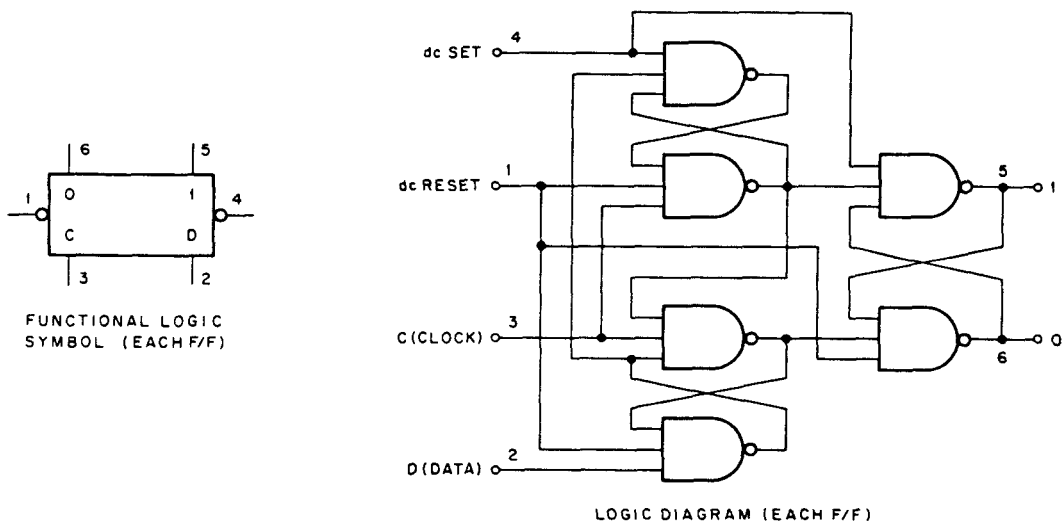 6 5
1 O 1 4
C D
3 2
FUNCTIONAL LOGIC
SYMBOL (EACH F/F)
dc SET 4
dc RESET 1
5 1
C (CLOCK) 3
6 0
D (DATA) 2
LOGIC DIAGRAM (EACH F/F)